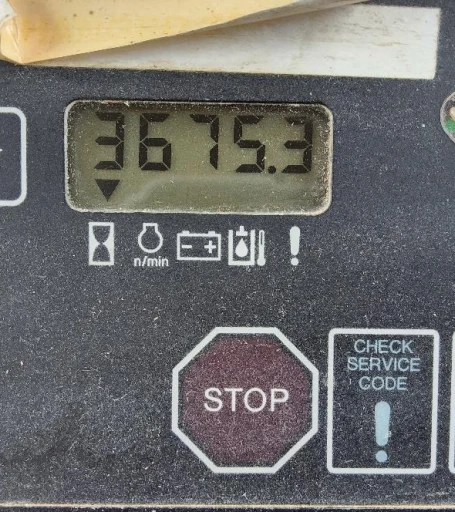 3675.3
n/min
- +
!
STOP
CHECK
SERVICE
CODE
!